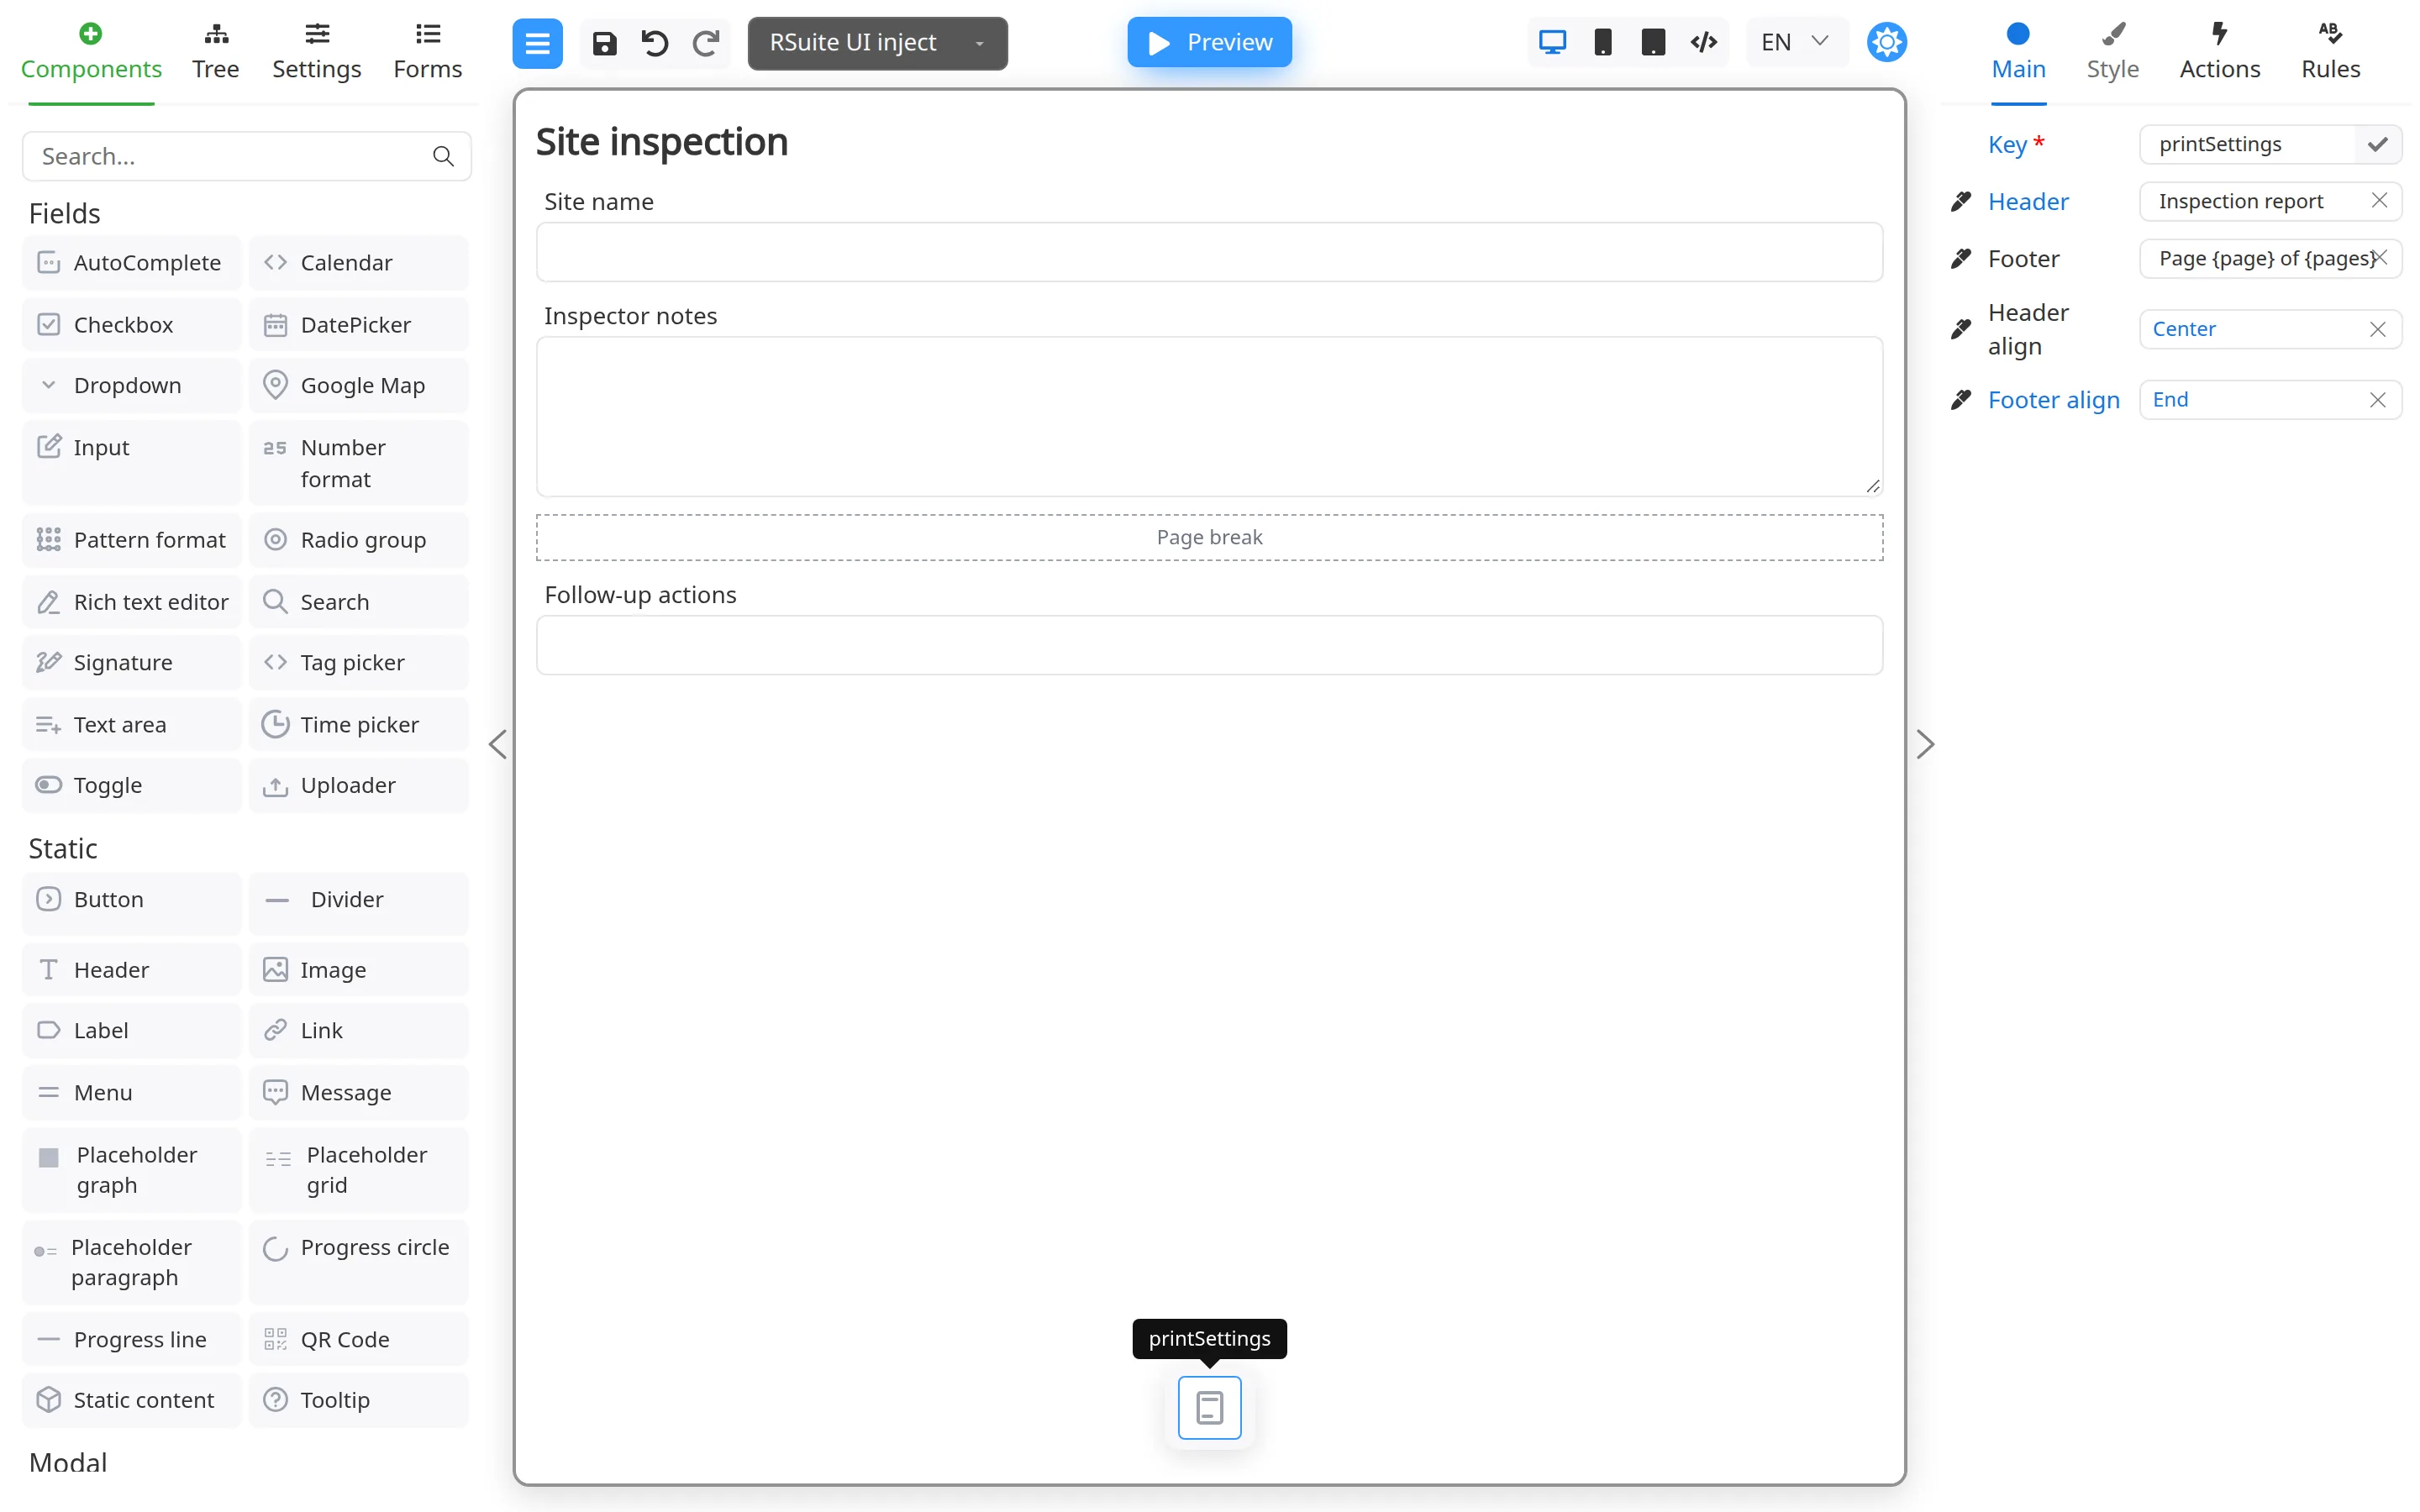 Components
Tree
Settings
Forms
RSuite UI inject
Preview
EN
Main
Style
Actions
Rules
Search...
Fields
AutoComplete
Calendar
Checkbox
DatePicker
Dropdown
Google Map
Input
Number
format
Pattern format
Radio group
Rich text editor
Search
Signature
Tag picker
Text area
Time picker
Toggle
Uploader
Static
Button
Divider
Header
Image
Label
Link
Menu
Message
Placeholder
graph
Placeholder
grid
Placeholder
paragraph
Progress circle
Progress line
QR Code
Static content
Tooltip
Modal
Site inspection
Site name
Inspector notes
Page break
Follow-up actions
printSettings
Key *
printSettings
Header
Inspection report
Footer
Page {page} of {pages}
Header
align
Center
Footer align
End
25
AB